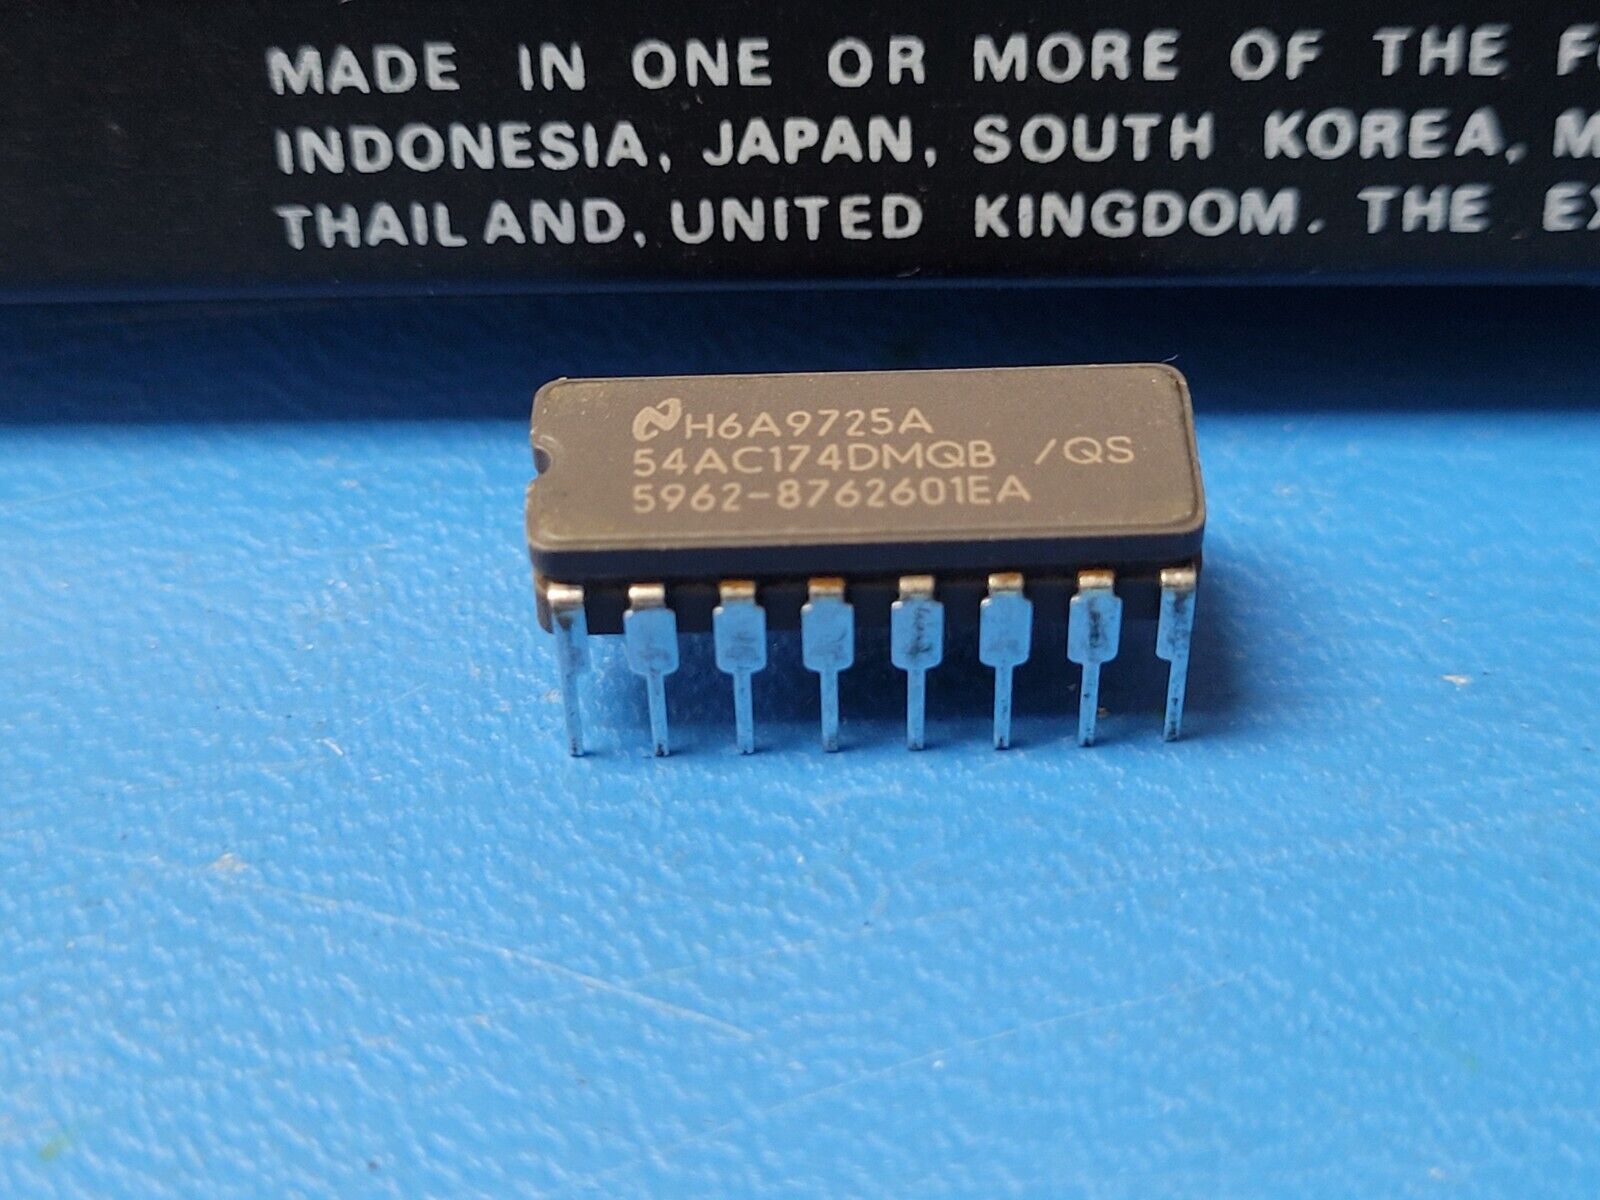 MADE IN ONE OR MORE OF THE
INDONESIA, JAPAN, SOUTH KOREA,
THAILAND, UNITED KINGDOM. THE
H6A9725A
54AC174DMQB /QS
5962-8762601EA